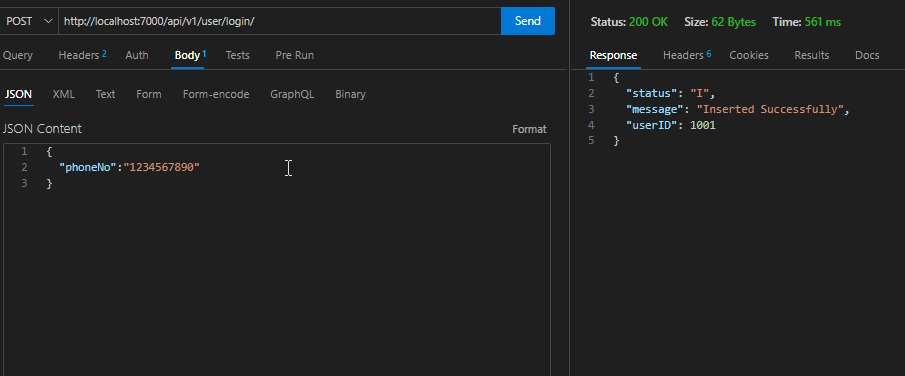 POST http://localhost:7000/api/v1/user/login/ Send
Query Headers 2 Auth Body 1 Tests Pre Run
JSON XML Text Form Form-encode GraphQL Binary
JSON Content Format
1 {
2 "phoneNo":"1234567890"
3 }
Status: 200 OK Size: 62 Bytes Time: 561 ms
Response Headers 6 Cookies Results Docs
1 {
2 "status": "I",
3 "message": "Inserted Successfully",
4 "userID": 1001
5 }